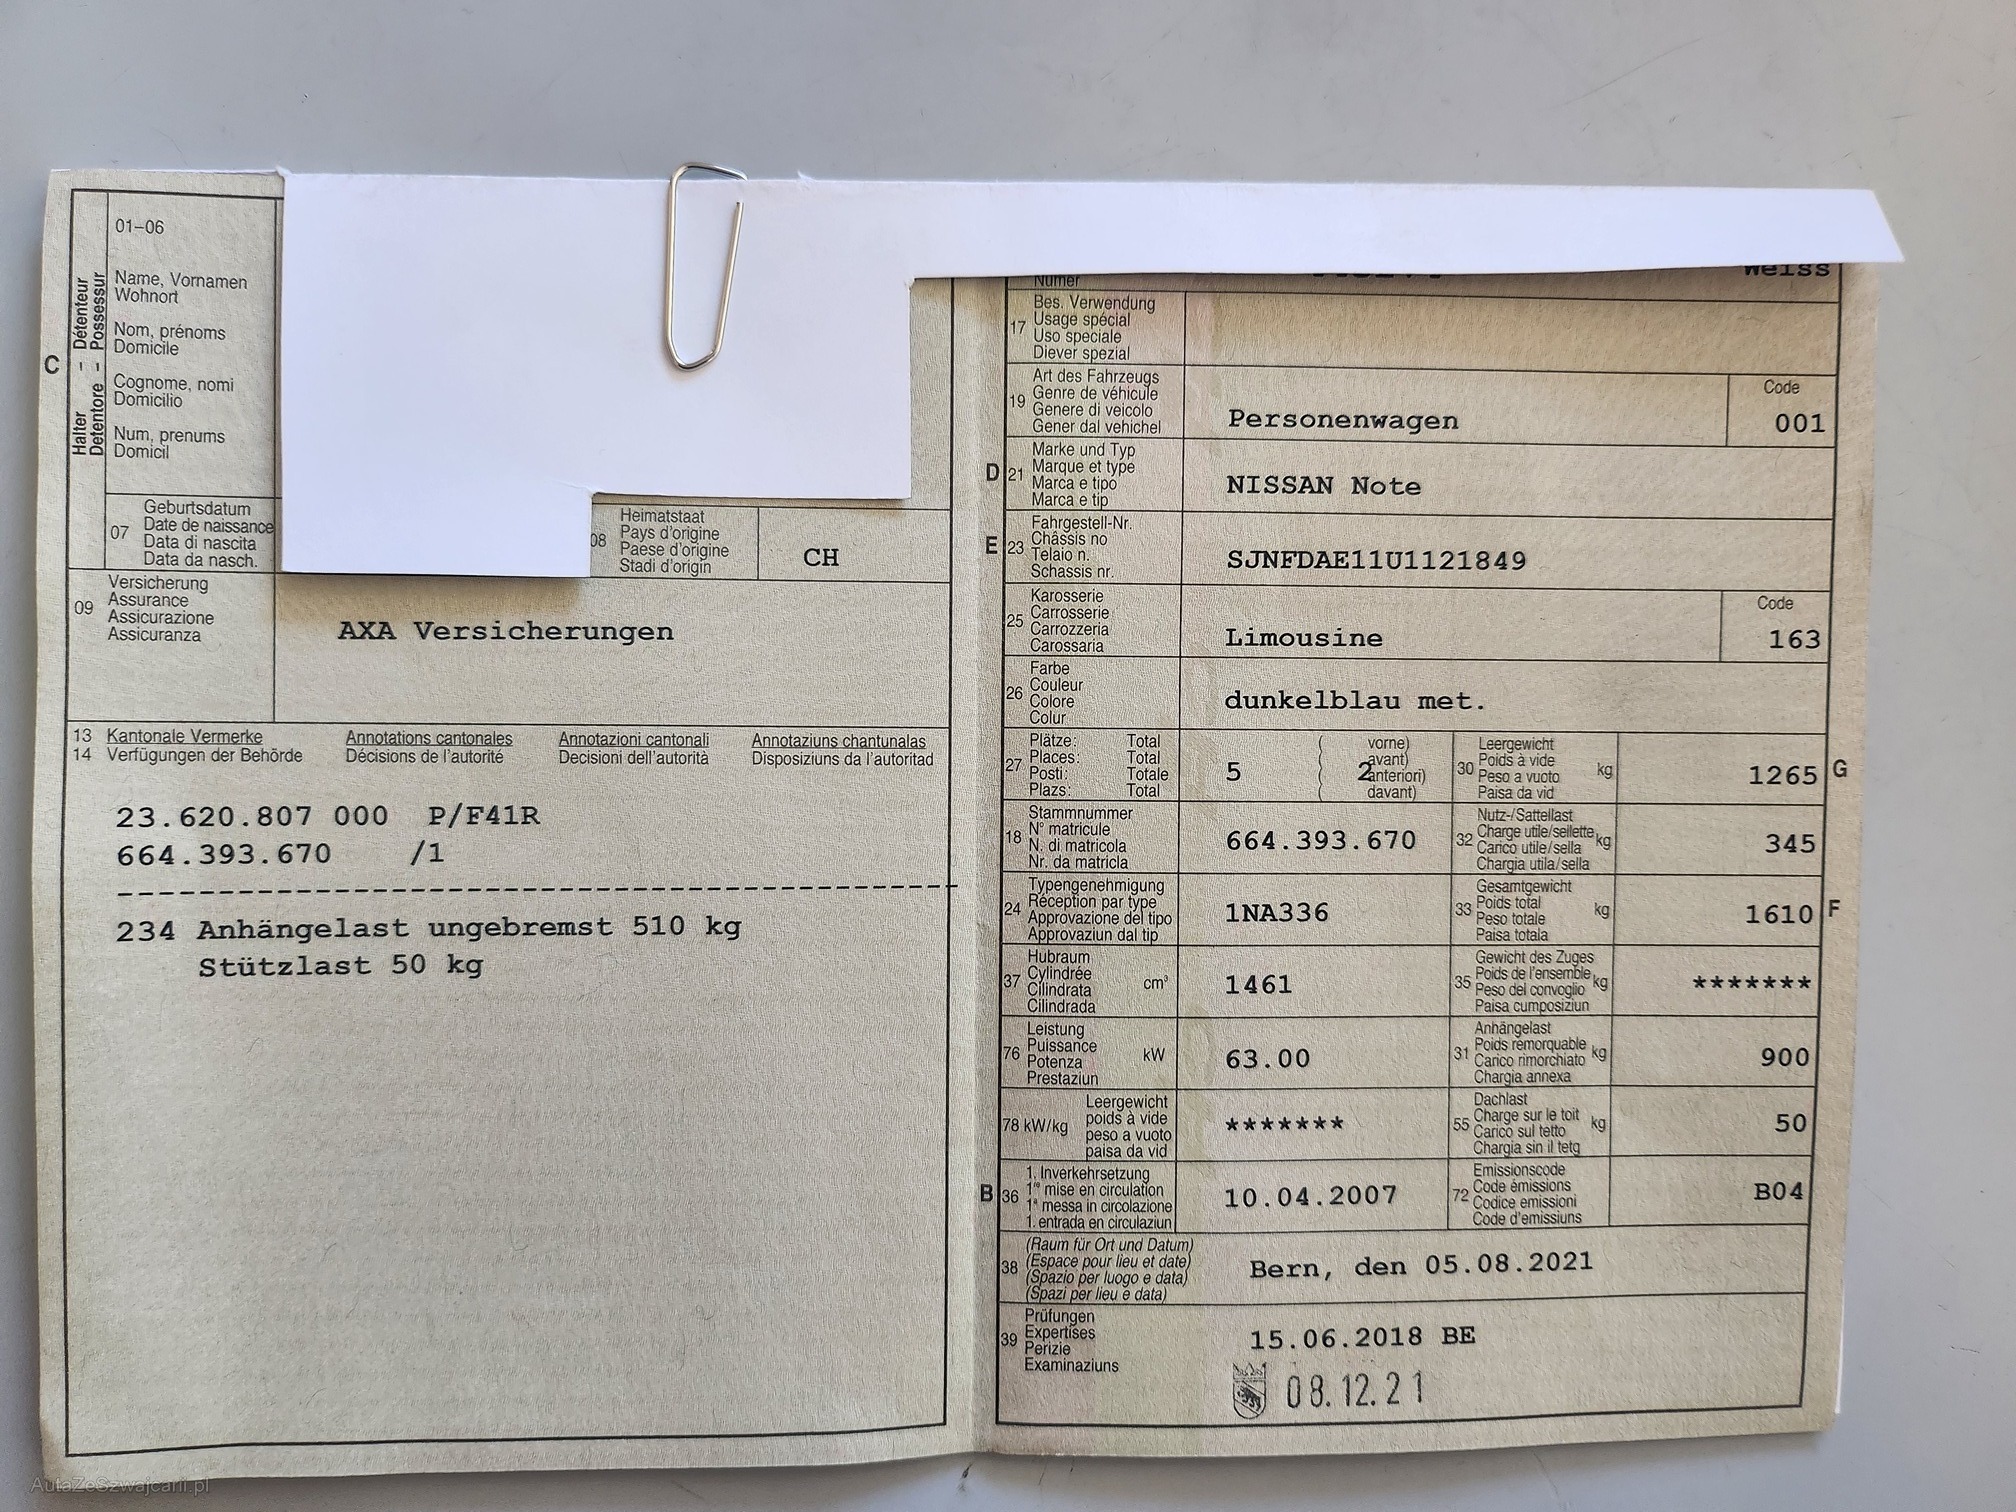 C
Halter - Détenteur
Detentore - Possessur
01–06
Name, Vornamen
Wohnort
Nom, prénoms
Domicile
Cognome, nomi
Domicilio
Num, prenums
Domicil
07
Geburtsdatum
Date de naissance
Data di nascita
Data da nasch.
08
Heimatstaat
Pays d'origine
Paese d'origine
Stadi d'origin
CH
09
Versicherung
Assurance
Assicurazione
Assicuranza
AXA Versicherungen
13 Kantonale Vermerke Annotations cantonales Annotazioni cantonali Annotaziuns chantunalas
14 Verfügungen der Behörde Décisions de l'autorité Decisioni dell'autorità Disposiziuns da l'autoritad
23.620.807 000 P/F41R
664.393.670 /1
234 Anhängelast ungebremst 510 kg
Stützlast 50 kg
Numer
Weiss
17
Bes. Verwendung
Usage spécial
Uso speciale
Diever spezial
19
Art des Fahrzeugs
Genre de véhicule
Genere di veicolo
Gener dal vehichel
Personenwagen
Code
001
D
21
Marke und Typ
Marque et type
Marca e tipo
Marca e tip
NISSAN Note
E
23
Fahrgestell-Nr.
Châssis no
Telaio n.
Schassis nr.
SJNFDAE11U1121849
25
Karosserie
Carrosserie
Carrozzeria
Carossaria
Limousine
Code
163
26
Farbe
Couleur
Colore
Colur
dunkelblau met.
27
Plätze: Total
Places: Total
Posti: Totale
Plazs: Total
5
( vorne)
( avant)
( anteriori)
( davant)
2
30
Leergewicht
Poids à vide
Peso a vuoto
Paisa da vid
kg
1265
G
18
Stammnummer
N° matricule
N. di matricola
Nr. da matricla
664.393.670
32
Nutz-/Sattellast
Charge utile/sellette
Carico utile/sella
Chargia utila/sella
kg
345
24
Typengenehmigung
Réception par type
Approvazione del tipo
Approvaziun dal tip
1NA336
33
Gesamtgewicht
Poids total
Peso totale
Paisa totala
kg
1610
F
37
Hubraum
Cylindrée
Cilindrata
Cilindrada
cm³
1461
35
Gewicht des Zuges
Poids de l'ensemble
Peso del convoglio
Paisa cumposiziun
kg
*******
76
Leistung
Puissance
Potenza
Prestaziun
kW
63.00
31
Anhängelast
Poids remorquable
Carico rimorchiato
Chargia annexa
kg
900
78 kW/kg
Leergewicht
poids à vide
peso a vuoto
paisa da vid
*******
55
Dachlast
Charge sur le toit
Carico sul tetto
Chargia sin il tetg
kg
50
B
36
1. Inverkehrsetzung
1re mise en circulation
1a messa in circolazione
1. entrada en circulaziun
10.04.2007
72
Emissionscode
Code émissions
Codice emissioni
Code d'emissiuns
B04
38
(Raum für Ort und Datum)
(Espace pour lieu et date)
(Spazio per luogo e data)
(Spazi per lieu e data)
Bern, den 05.08.2021
39
Prüfungen
Expertises
Perizie
Examinaziuns
15.06.2018 BE
08.12.21
AutaZeSzwajcarii.pl